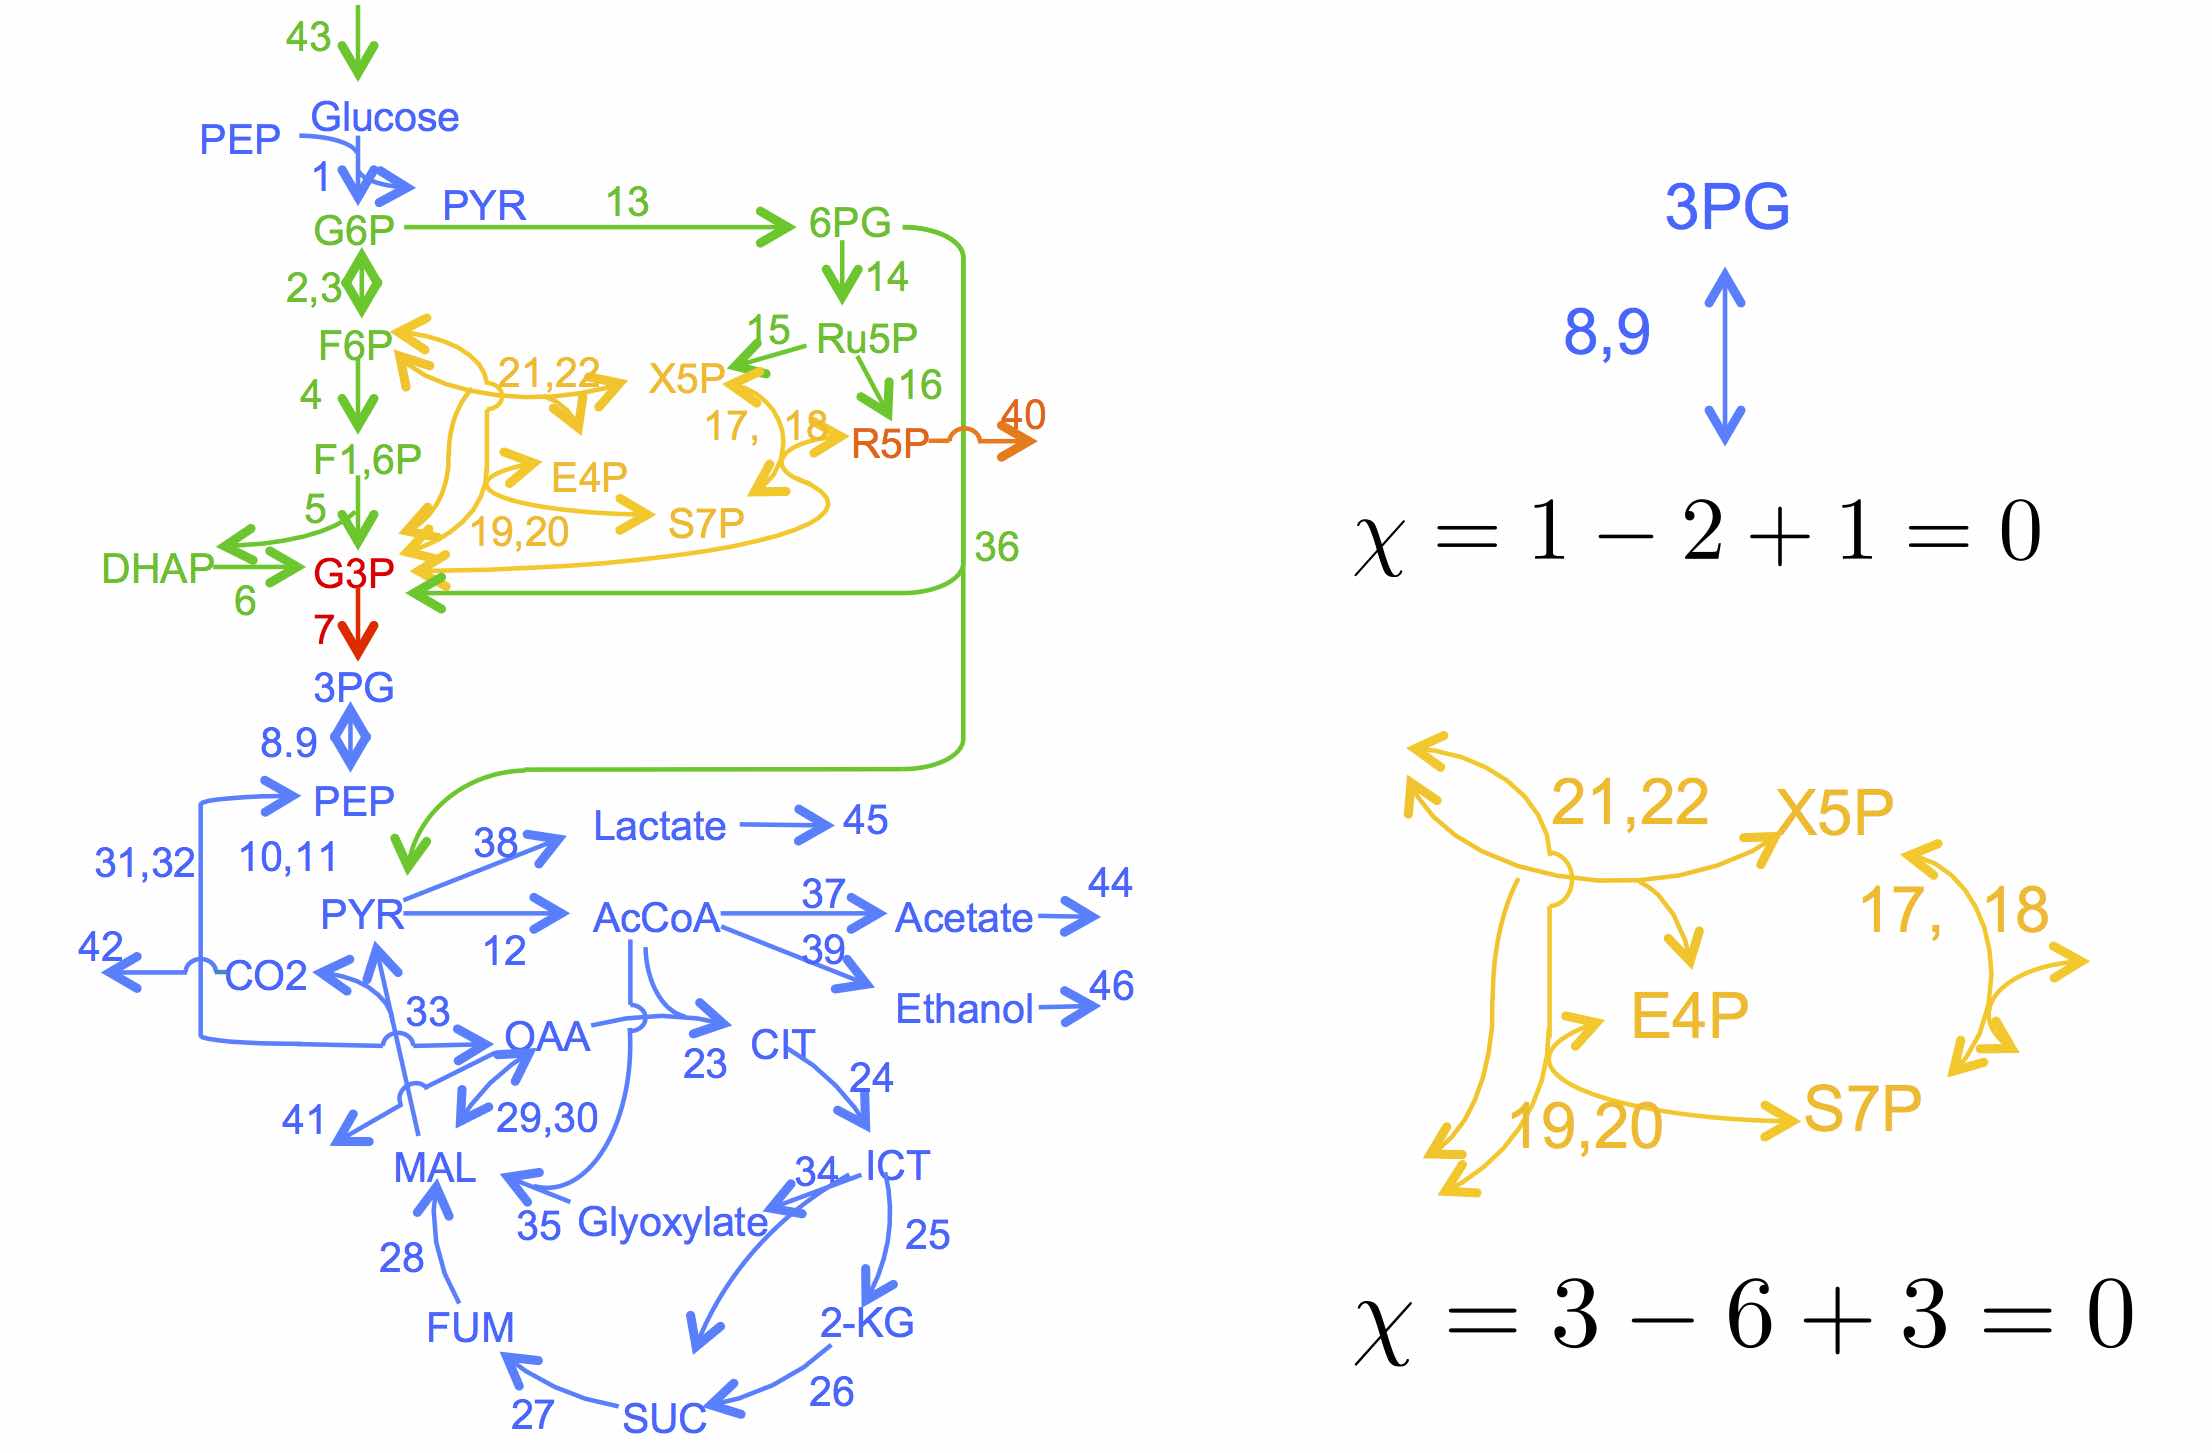 43
Glucose
PEP
1
PYR
13
G6P
6PG
2,3
14
F6P
15
Ru5P
21,22
X5P
4
16
17, 18
40
R5P
F1,6P
E4P
5
S7P
19,20
36
DHAP
G3P
6
7
3PG
8.9
PEP
31,32
10,11
38
Lactate
45
PYR
12
AcCoA
37
Acetate
44
39
42
CO2
33
Ethanol
46
OAA
23
CIT
24
41
29,30
MAL
34
ICT
35
Glyoxylate
25
28
FUM
2-KG
26
27
SUC
3PG
8,9
χ = 1 − 2 + 1 = 0
21,22
X5P
17, 18
E4P
19,20
S7P
χ = 3 − 6 + 3 = 0